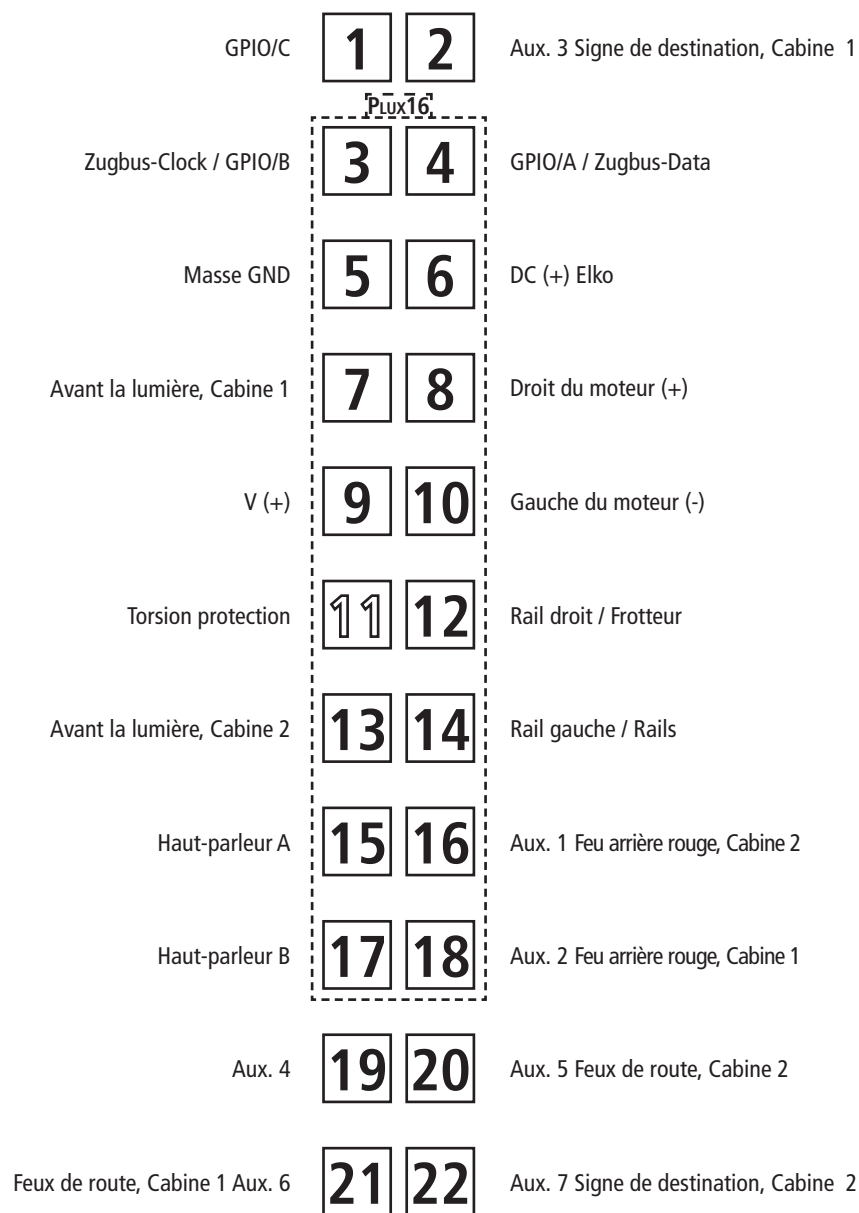 GPIO/C 1 2 Aux. 3 Signe de destination, Cabine 1
PLUX16
Zugbus-Clock / GPIO/B 3 4 GPIO/A / Zugbus-Data
Masse GND 5 6 DC (+) Elko
Avant la lumière, Cabine 1 7 8 Droit du moteur (+)
V (+) 9 10 Gauche du moteur (-)
Torsion protection 11 12 Rail droit / Frotteur
Avant la lumière, Cabine 2 13 14 Rail gauche / Rails
Haut-parleur A 15 16 Aux. 1 Feu arrière rouge, Cabine 2
Haut-parleur B 17 18 Aux. 2 Feu arrière rouge, Cabine 1
Aux. 4 19 20 Aux. 5 Feux de route, Cabine 2
Feux de route, Cabine 1 Aux. 6 21 22 Aux. 7 Signe de destination, Cabine 2